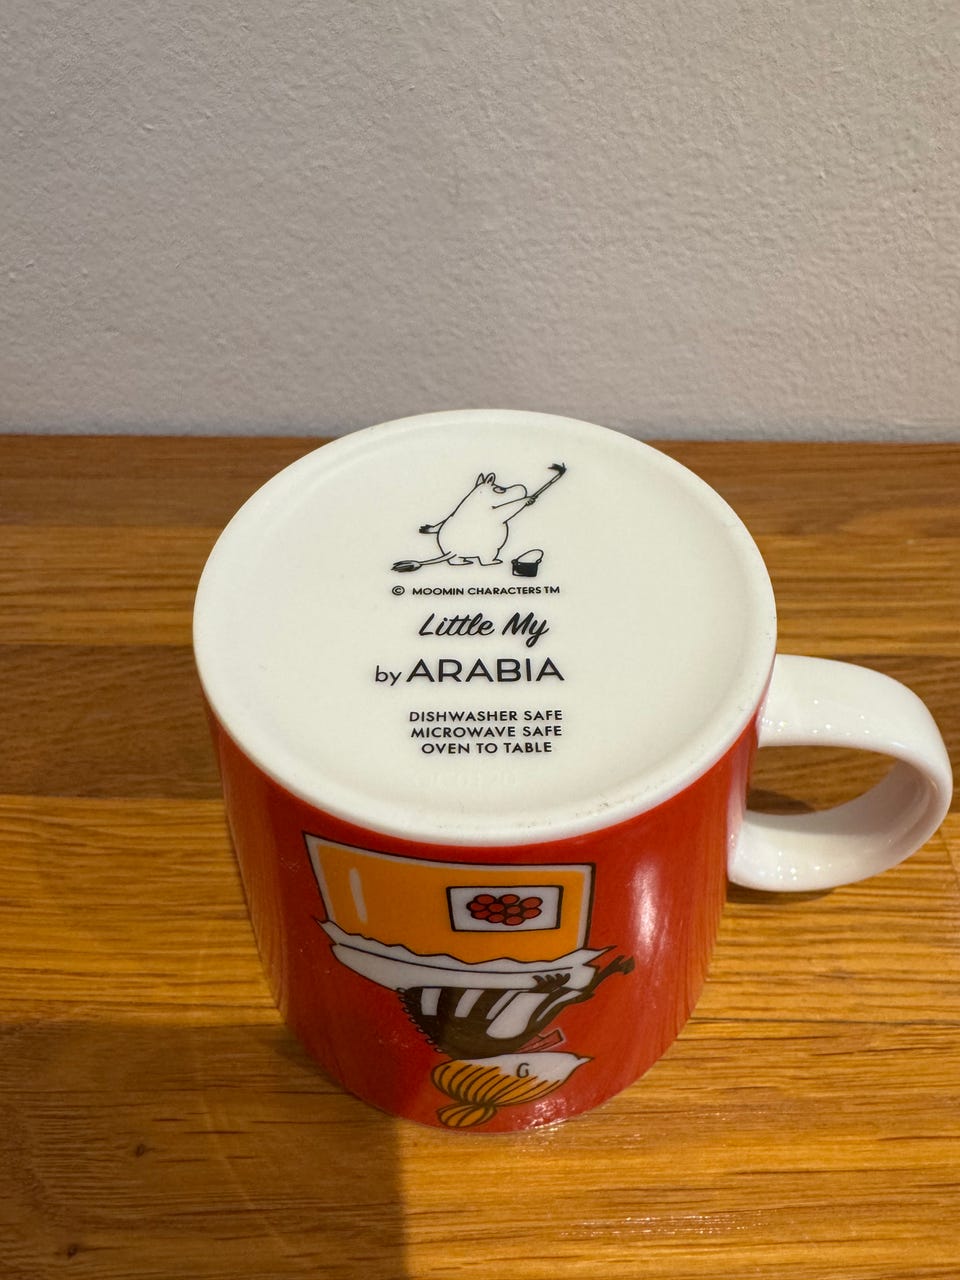 © MOOMIN CHARACTERS TM
Little My
by ARABIA
DISHWASHER SAFE
MICROWAVE SAFE
OVEN TO TABLE